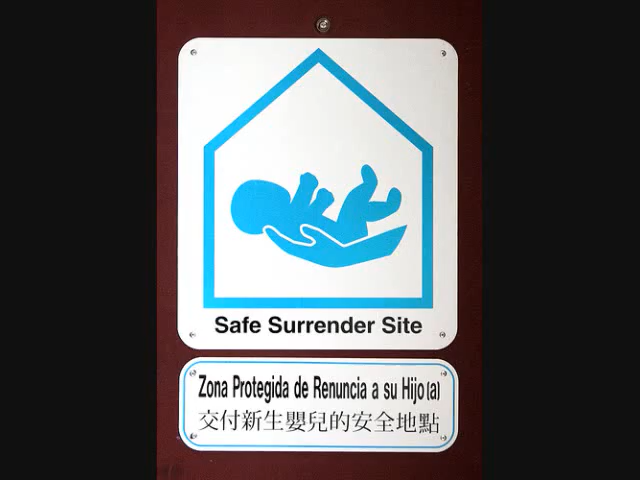 Safe Surrender Site
Zona Protegida de Renuncia a su Hijo(a)
交付新生嬰兒的安全地點